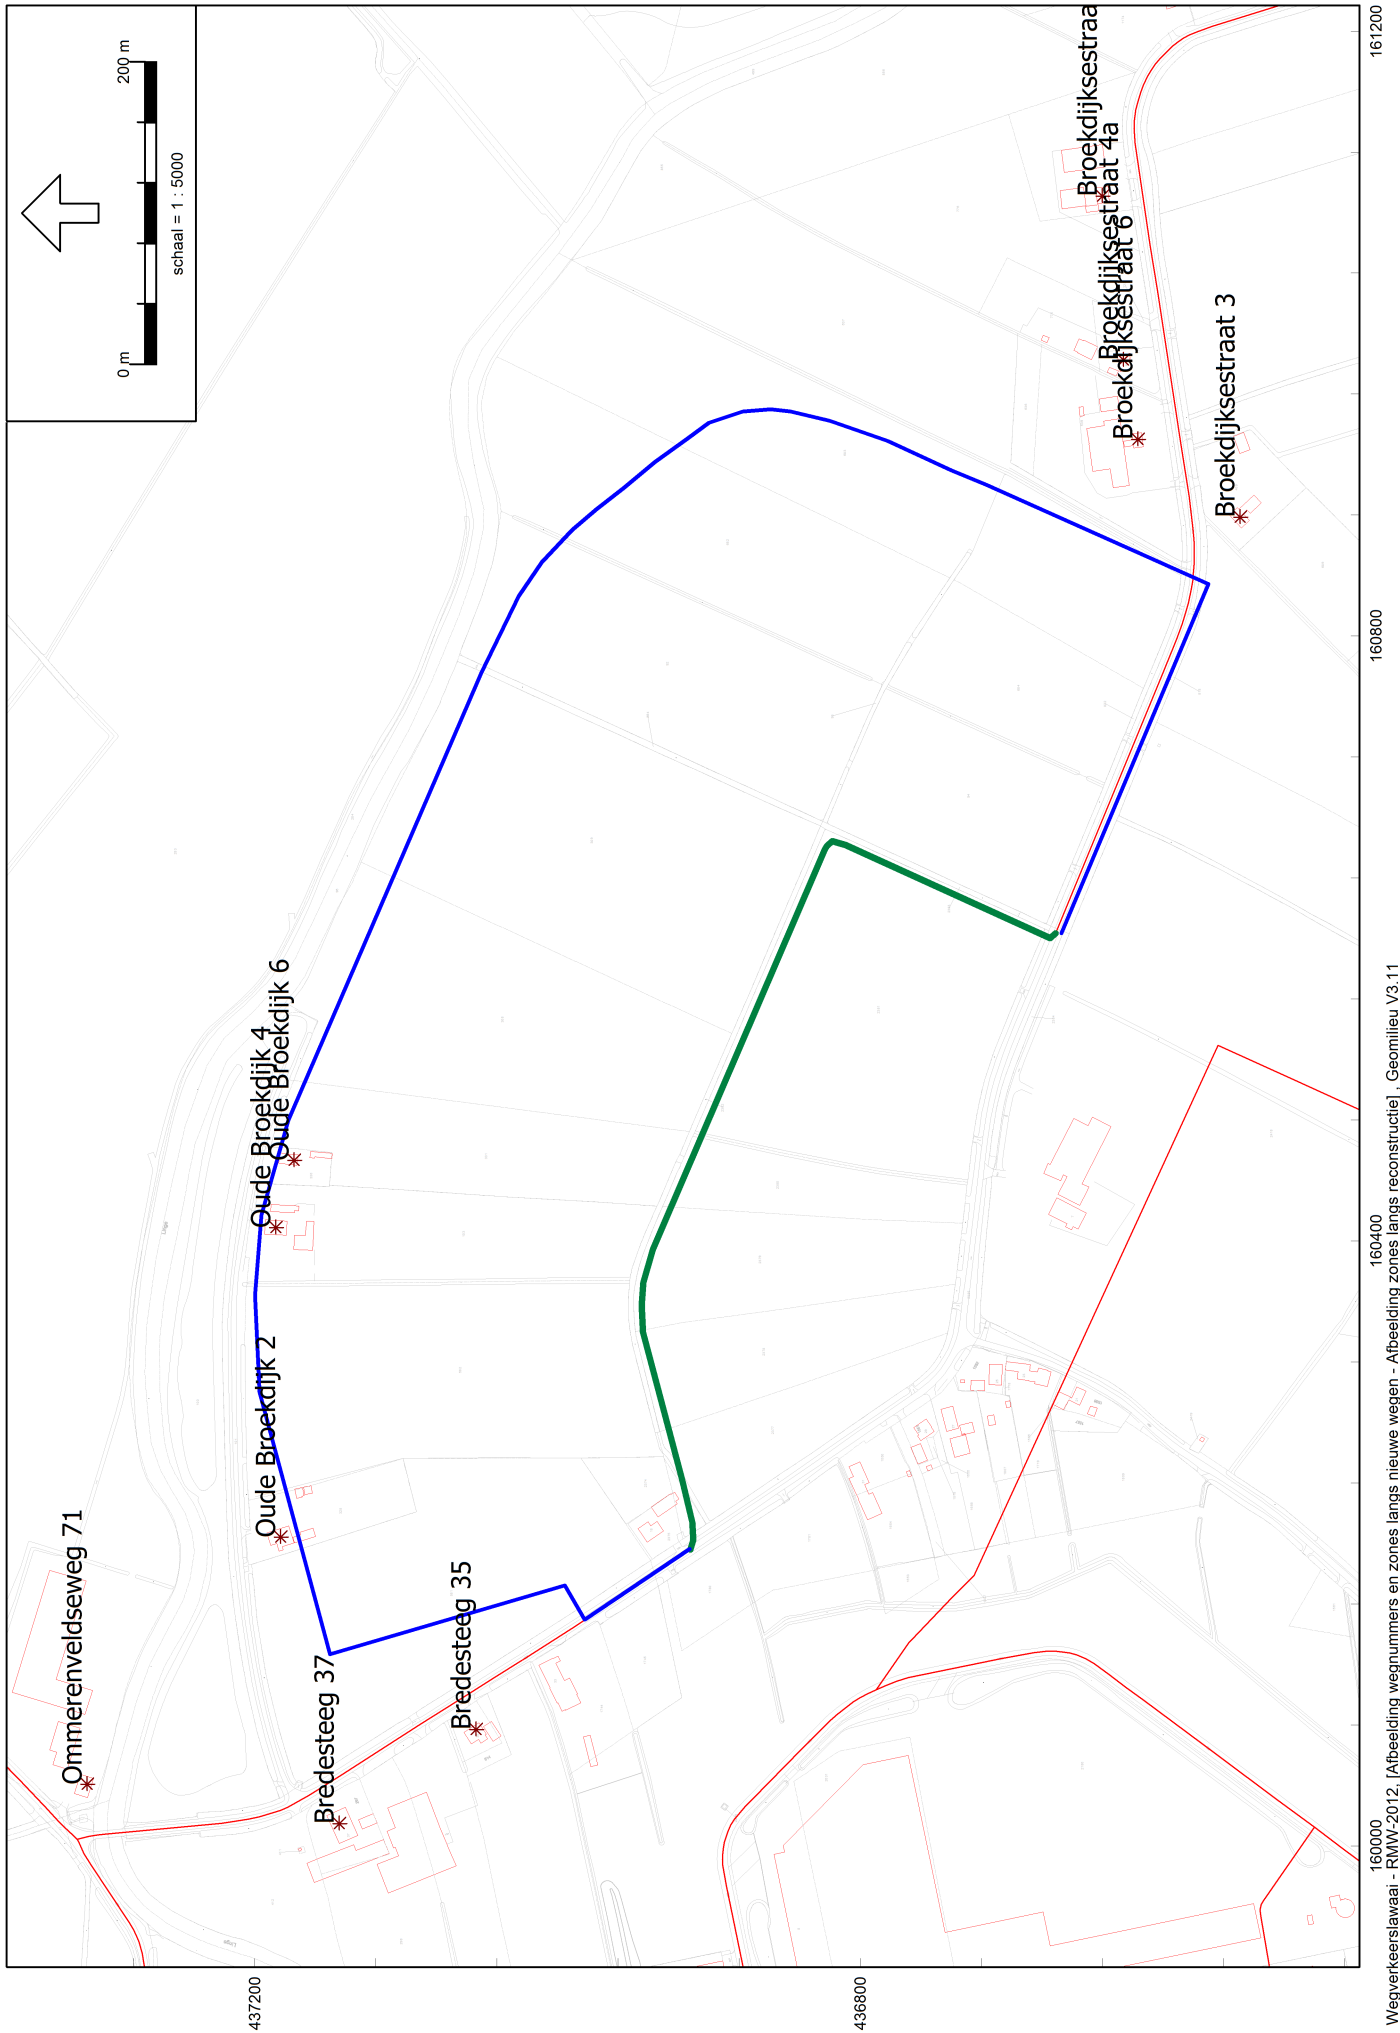 0 m
200 m
schaal = 1 : 5000
Ommerenveldseweg 71
Bredesteeg 37
Bredesteeg 35
Oude Broekdijk 2
Oude Broekdijk 4
Oude Broekdijk 6
Broekdijksestraa
Broekdijksestraat 4a
Broekdijksestraat 6
Broekdijksestraat 3
437200
436800
160000
160400
160800
161200
Wegverkeerslawaai - RMW-2012, [Afbeelding wegnummers en zones langs nieuwe wegen - Afbeelding zones langs reconstructie] , Geomilieu V3.11